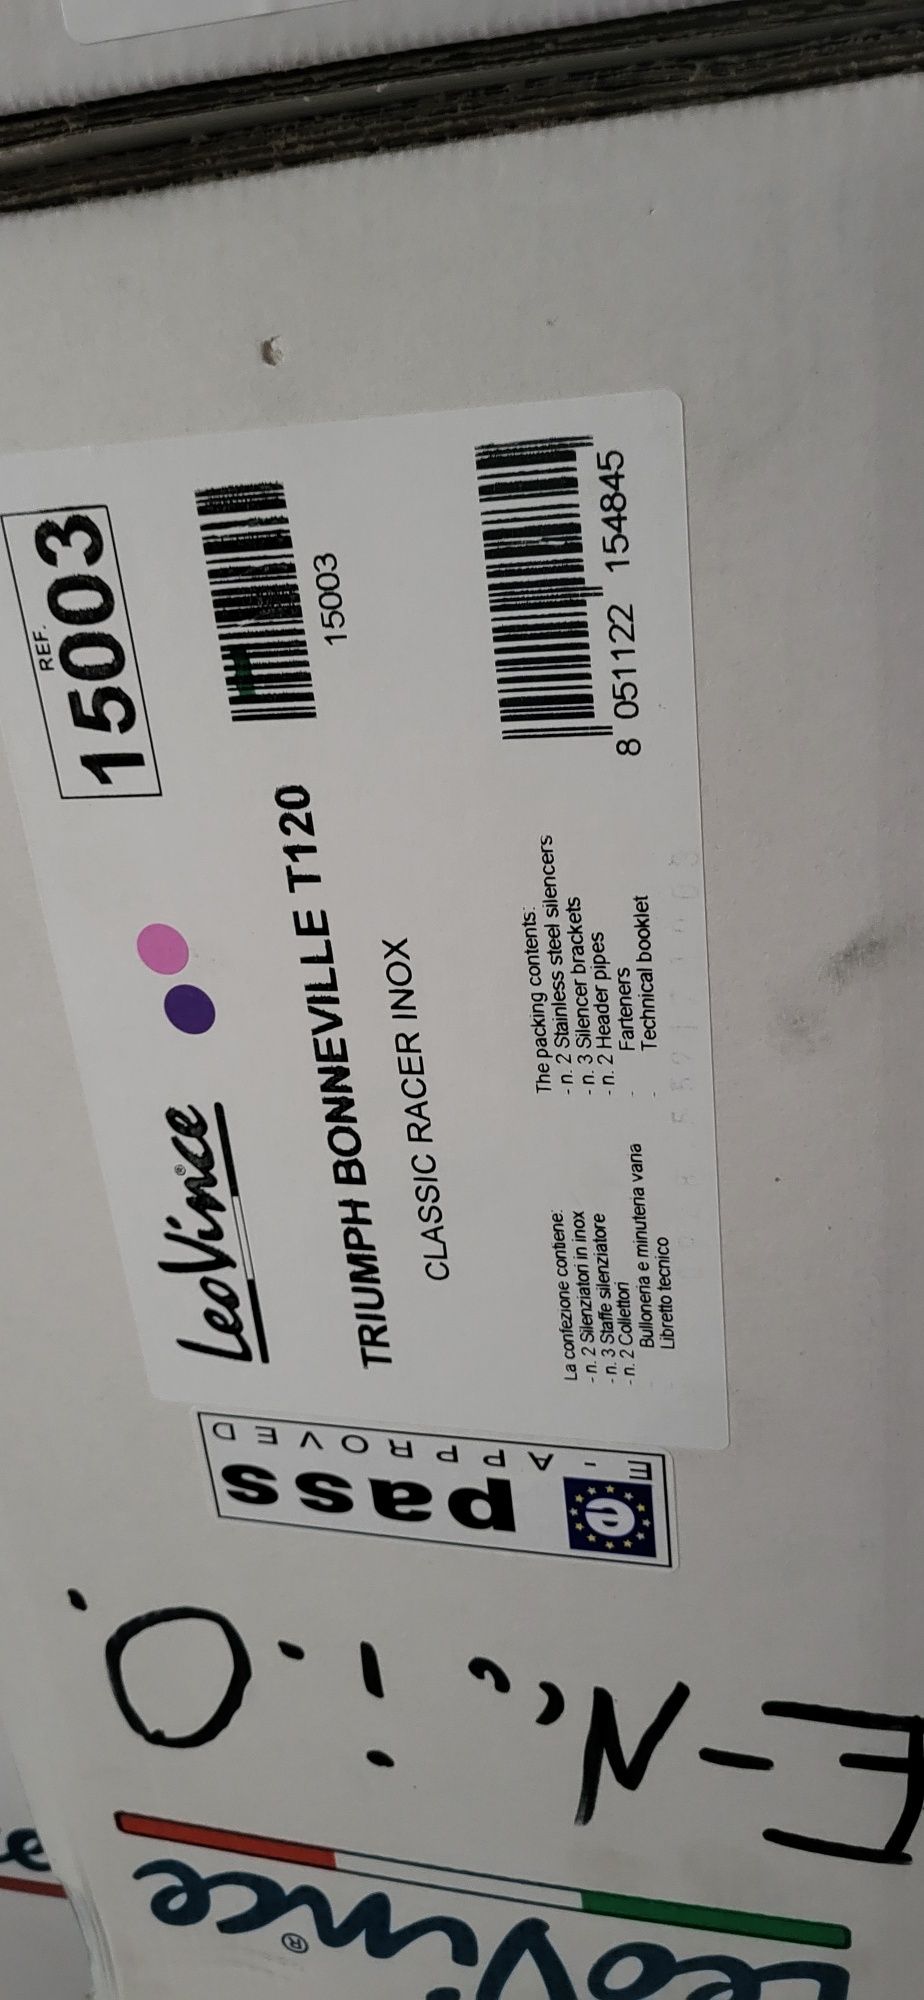 REF.
15003
LeoVince
15003
TRIUMPH BONNEVILLE T120
CLASSIC RACER INOX
La confezione contiene:
- n. 2 Silenziatori in inox
- n. 3 Staffe silenziatore
- n. 2 Collettori
Bulloneria e minuteria varia
Libretto tecnico
The packing contents:
- n. 2 Stainless steel silencers
- n. 3 Silencer brackets
- n. 2 Header pipes
- Farteners
- Technical booklet
8 051122 154845
pass
APPROVED
LeoVince®